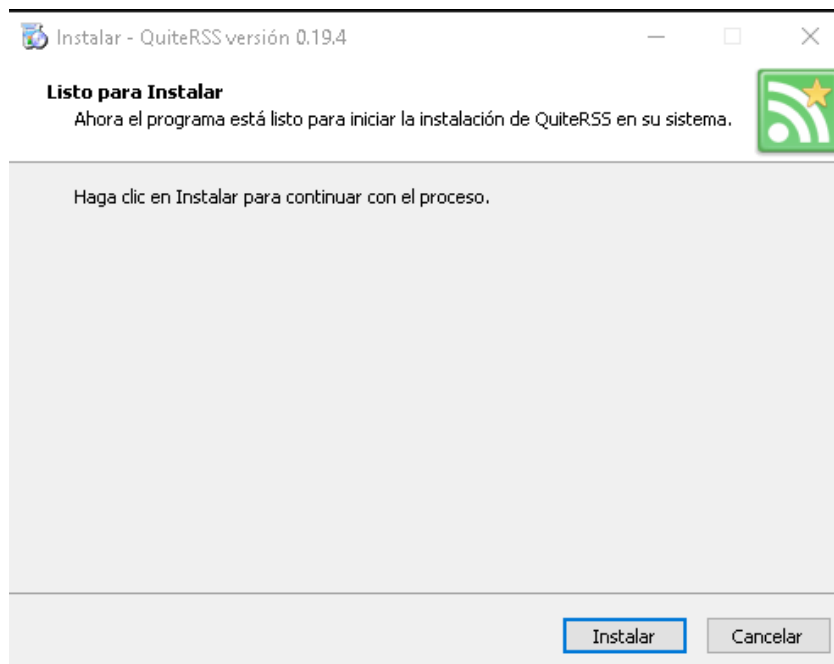 Instalar - QuiteRSS versión 0.19.4
Listo para Instalar
Ahora el programa está listo para iniciar la instalación de QuiteRSS en su sistema.
Haga clic en Instalar para continuar con el proceso.
Instalar
Cancelar